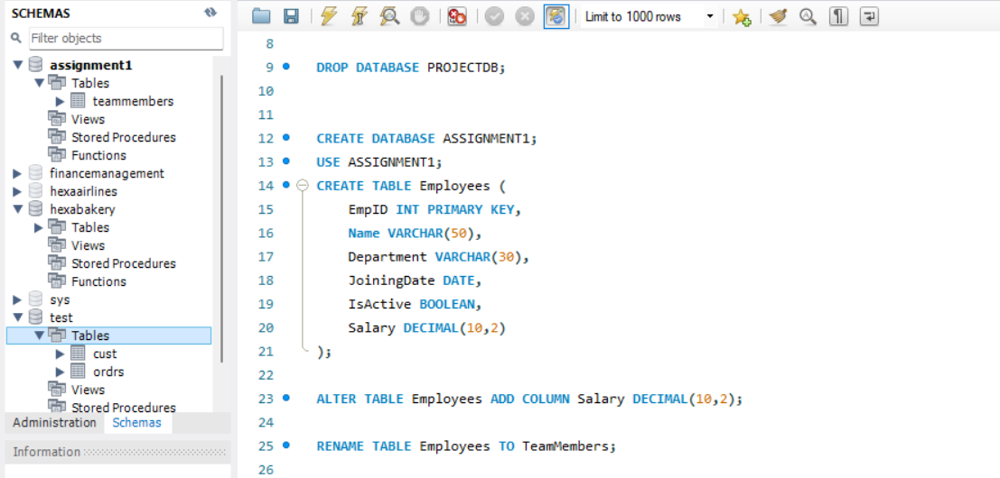 SCHEMAS
Filter objects
assignment1
Tables
teammembers
Views
Stored Procedures
Functions
financemanagement
hexaairlines
hexabakery
Tables
Views
Stored Procedures
Functions
sys
test
Tables
cust
ordrs
Views
Stored Procedures
Administration Schemas
Information
Limit to 1000 rows
8
9 DROP DATABASE PROJECTDB;
10
11
12 CREATE DATABASE ASSIGNMENT1;
13 USE ASSIGNMENT1;
14 CREATE TABLE Employees (
15 EmpID INT PRIMARY KEY,
16 Name VARCHAR(50),
17 Department VARCHAR(30),
18 JoiningDate DATE,
19 IsActive BOOLEAN,
20 Salary DECIMAL(10,2)
21 );
22
23 ALTER TABLE Employees ADD COLUMN Salary DECIMAL(10,2);
24
25 RENAME TABLE Employees TO TeamMembers;
26